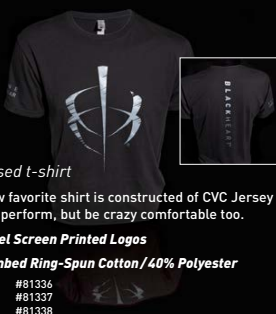 BLACKHEART
sed t-shirt
w favorite shirt is constructed of CVC Jersey
perform, but be crazy comfortable too.
el Screen Printed Logos
nbed Ring-Spun Cotton/40% Polyester
#81336
#81337
#81338